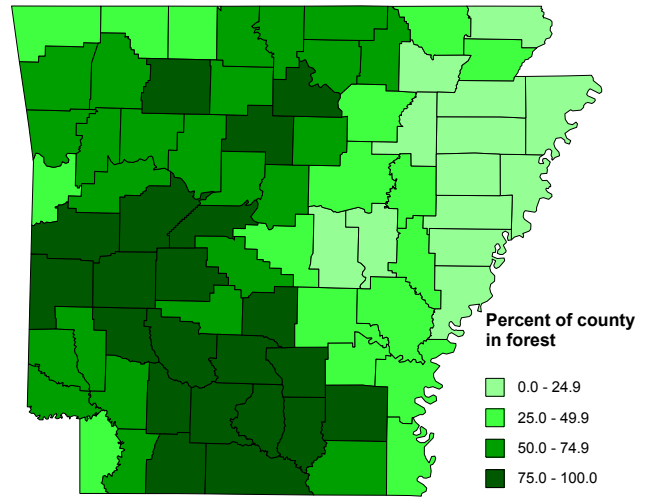 Percent of county
in forest
0.0 - 24.9
25.0 - 49.9
50.0 - 74.9
75.0 - 100.0